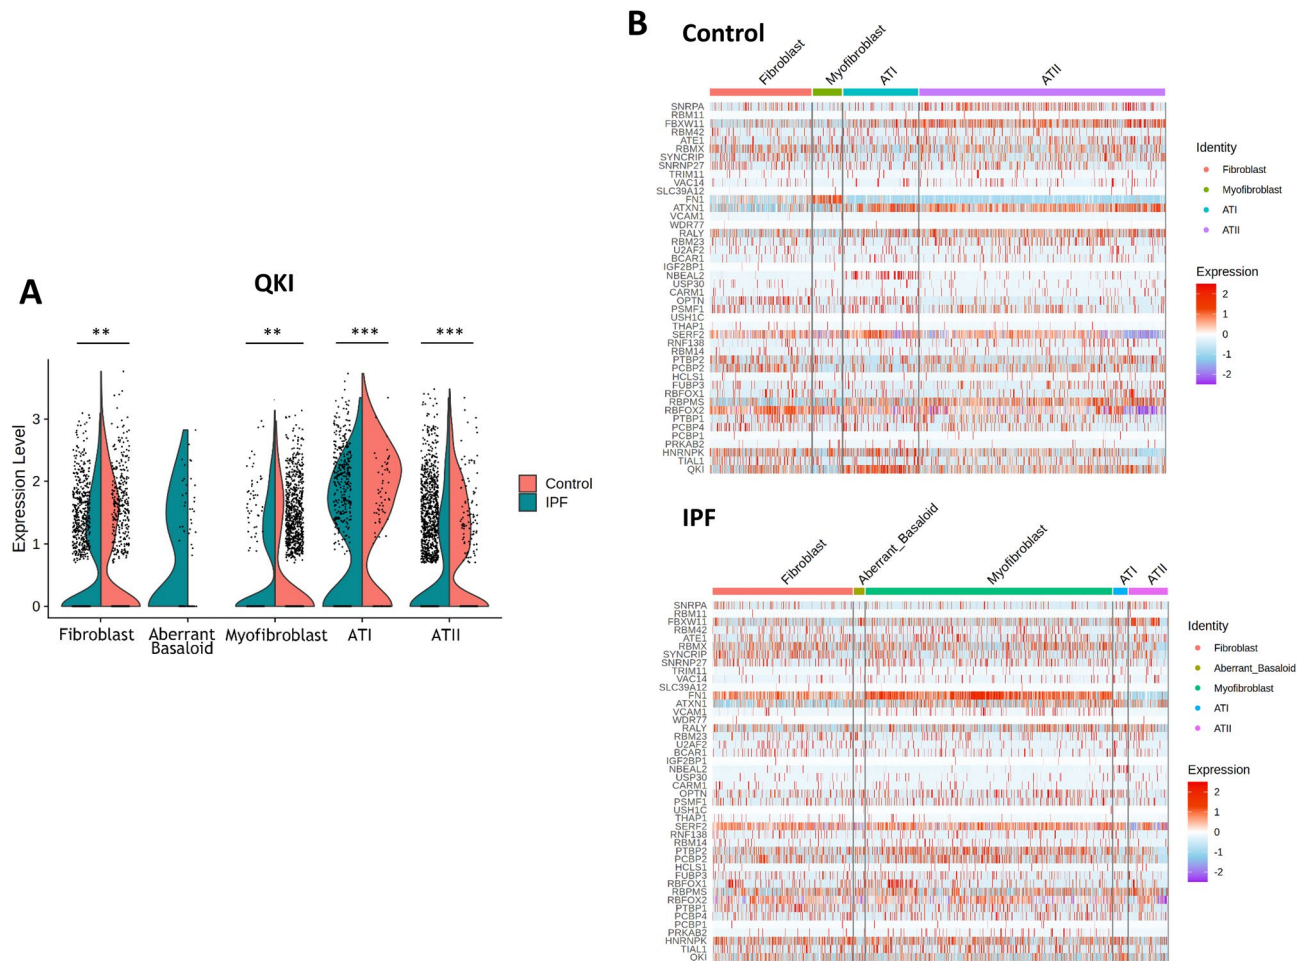 A
QKI
**
**
***
***
Expression Level
3
2
1
0
Fibroblast
Aberrant
Basaloid
Myofibroblast
ATI
ATII
Control
IPF
B
Control
Fibroblast
Myofibroblast
ATI
ATII
SNRPA
RBM11
FBXW11
RBM42
ATE1
RBMX
SYNCRIP
SNRNP27
TRIM11
VAC14
SLC39A12
FN1
ATXN1
VCAM1
WDR77
RALY
RBM23
U2AF2
BCAR1
IGF2BP1
NBEAL2
USP30
CARM1
OPTN
PSMF1
USH1C
THAP1
SERF2
RNF138
RBM14
PTBP2
PCBP2
HCLS1
FUBP3
RBFOX1
RBPMS
RBFOX2
PTBP1
PCBP4
PCBP1
PRKAB2
HNRNPK
TIAL1
QKI
Identity
Fibroblast
Myofibroblast
ATI
ATII
Expression
2
1
0
-1
-2
IPF
Fibroblast
Aberrant_Basaloid
Myofibroblast
ATI
ATII
SNRPA
RBM11
FBXW11
RBM42
ATE1
RBMX
SYNCRIP
SNRNP27
TRIM11
VAC14
SLC39A12
FN1
ATXN1
VCAM1
WDR77
RALY
RBM23
U2AF2
BCAR1
IGF2BP1
NBEAL2
USP30
CARM1
OPTN
PSMF1
USH1C
THAP1
SERF2
RNF138
RBM14
PTBP2
PCBP2
HCLS1
FUBP3
RBFOX1
RBPMS
RBFOX2
PTBP1
PCBP4
PCBP1
PRKAB2
HNRNPK
TIAL1
QKI
Identity
Fibroblast
Aberrant_Basaloid
Myofibroblast
ATI
ATII
Expression
2
1
0
-1
-2